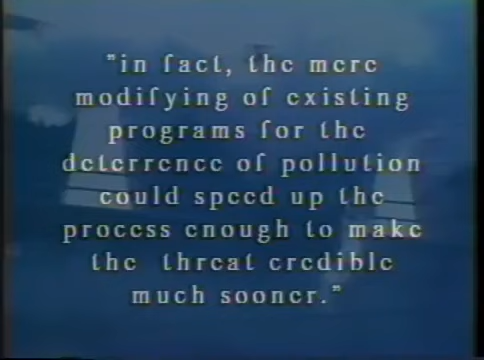 "in fact, the mere
modifying of existing
programs for the
deterrence of pollution
could speed up the
process enough to make
the threat credible
much sooner."